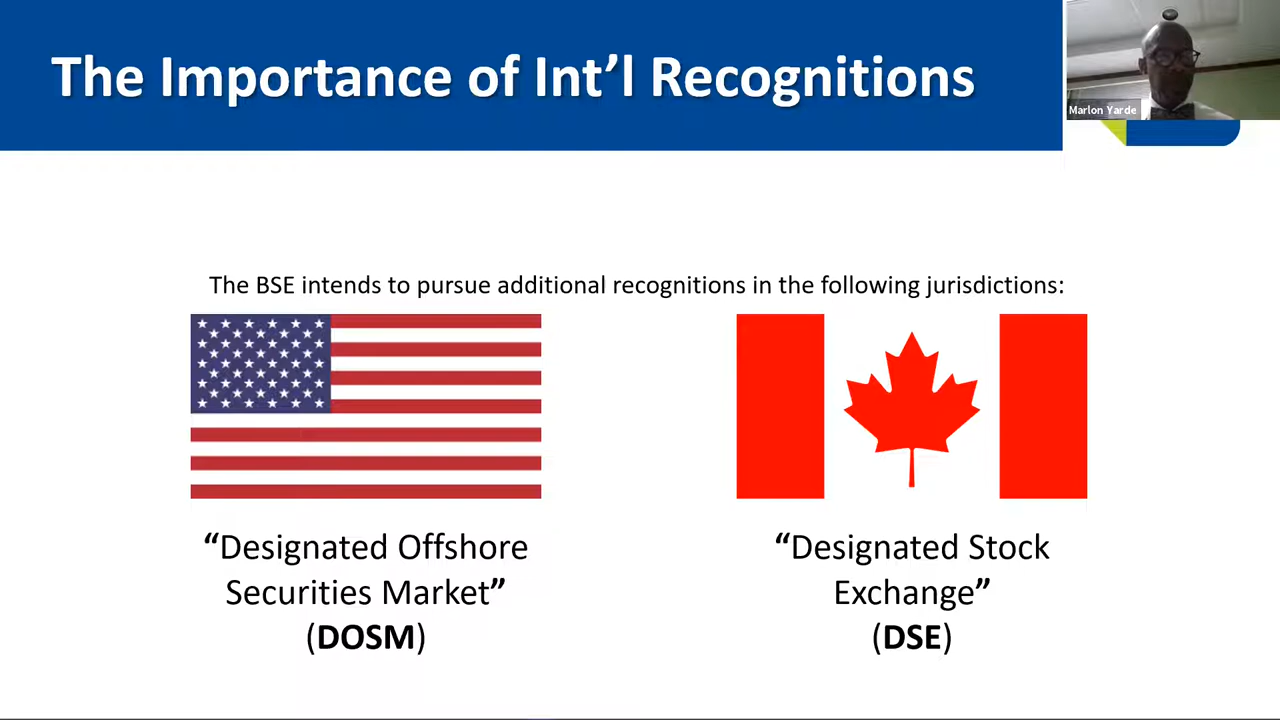 The Importance of Int’l Recognitions
Marlon Yarde
The BSE intends to pursue additional recognitions in the following jurisdictions:
“Designated Offshore
Securities Market”
(DOSM)
“Designated Stock
Exchange”
(DSE)